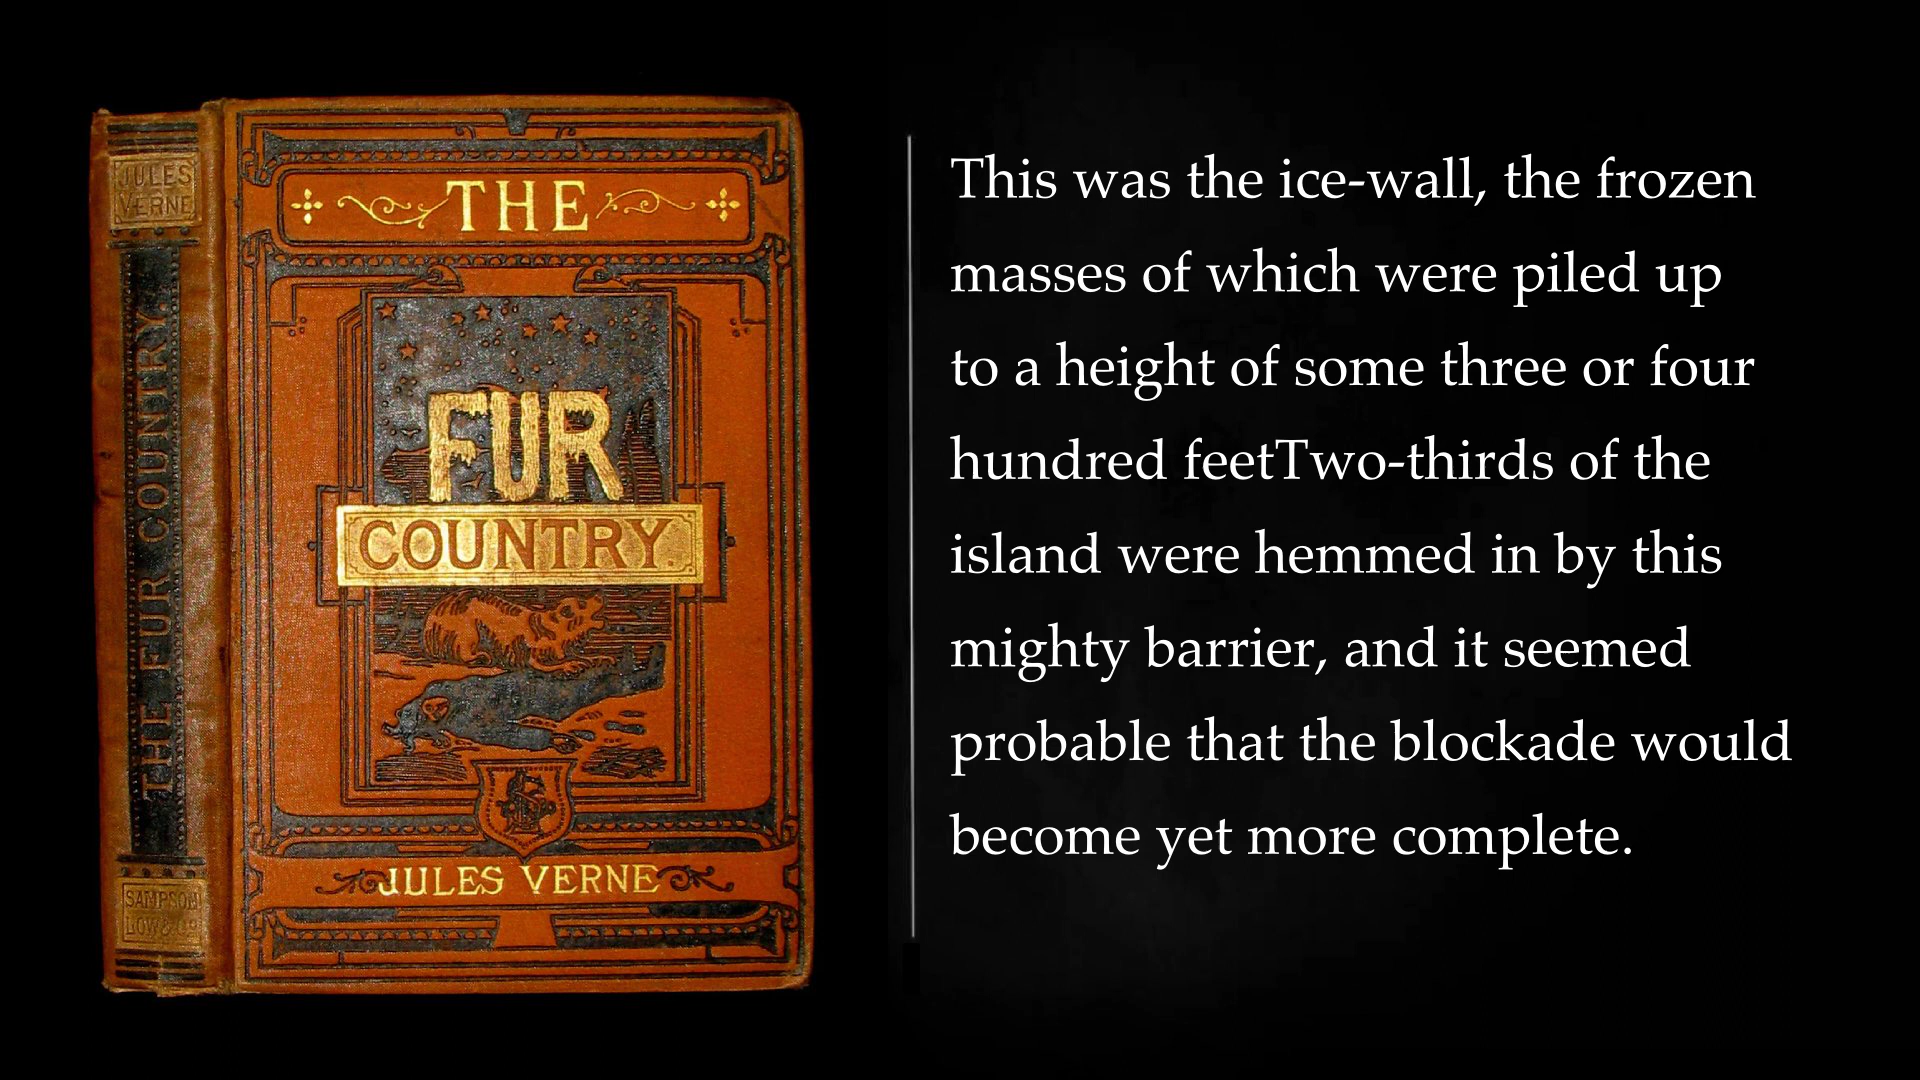 JULES
VERNE
THE FUR COUNTRY.
SAMPSON
LOW & Co
THE
FUR
COUNTRY.
JULES VERNE
This was the ice-wall, the frozen
masses of which were piled up
to a height of some three or four
hundred feetTwo-thirds of the
island were hemmed in by this
mighty barrier, and it seemed
probable that the blockade would
become yet more complete.